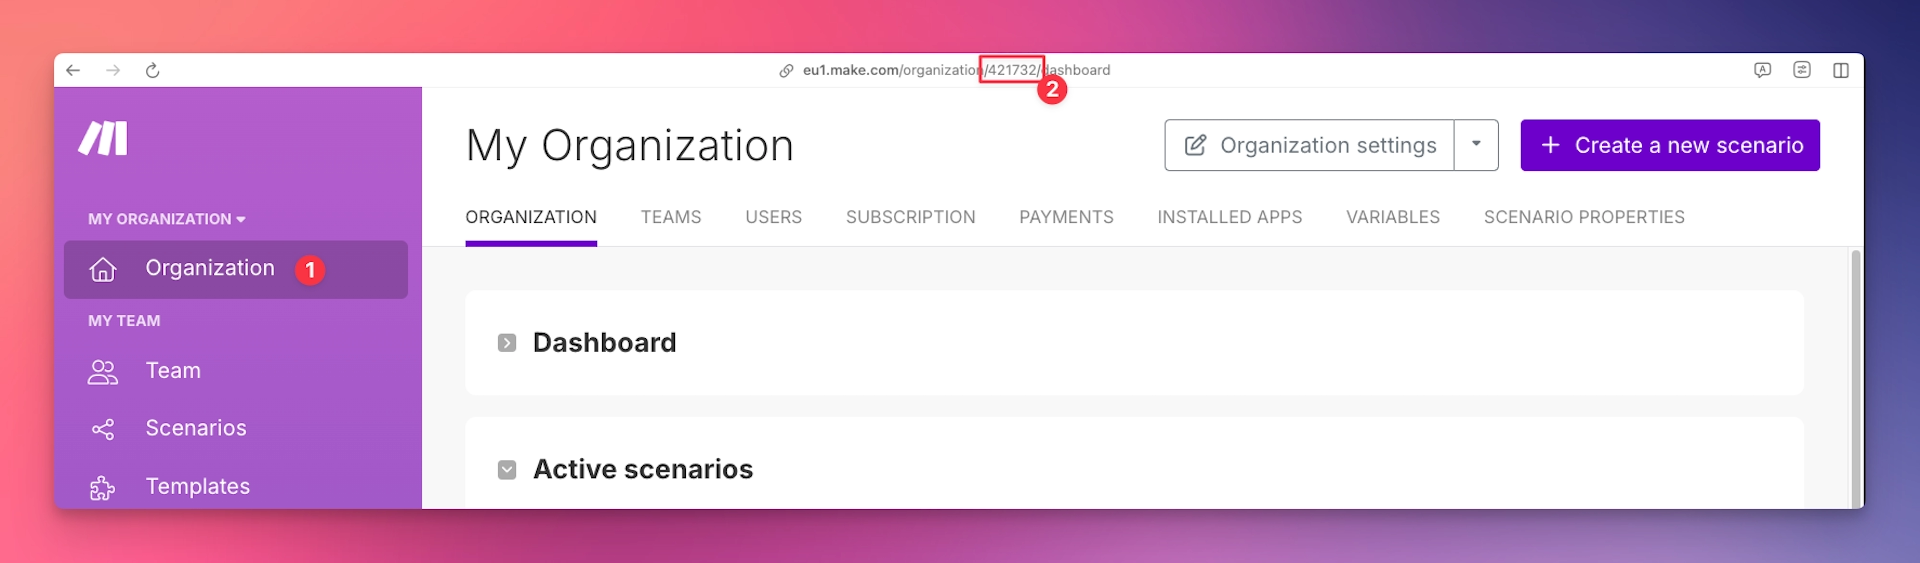 eu1.make.com/organization/421732/dashboard
2
My Organization
Organization settings
+ Create a new scenario
MY ORGANIZATION
ORGANIZATION
TEAMS
USERS
SUBSCRIPTION
PAYMENTS
INSTALLED APPS
VARIABLES
SCENARIO PROPERTIES
Organization 1
MY TEAM
Team
Scenarios
Templates
Dashboard
Active scenarios